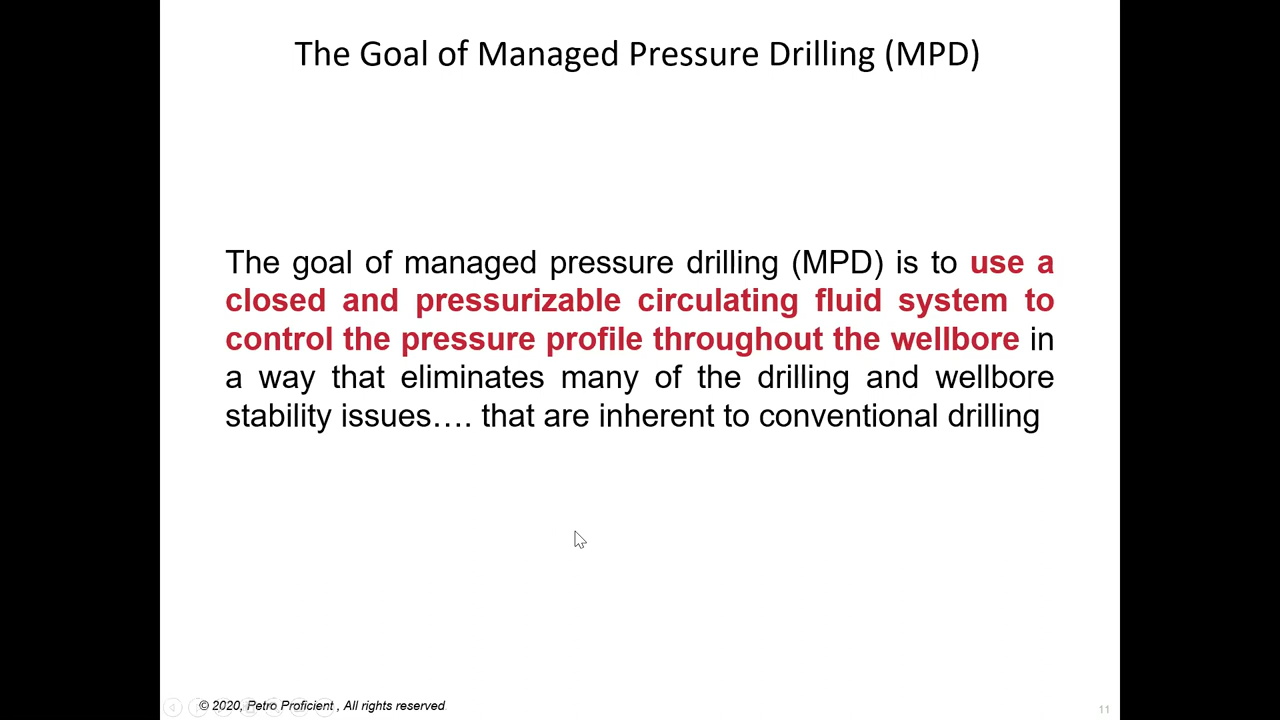 The Goal of Managed Pressure Drilling (MPD)
The goal of managed pressure drilling (MPD) is to use a
closed and pressurizable circulating fluid system to
control the pressure profile throughout the wellbore in
a way that eliminates many of the drilling and wellbore
stability issues…. that are inherent to conventional drilling
© 2020, Petro Proficient , All rights reserved
11